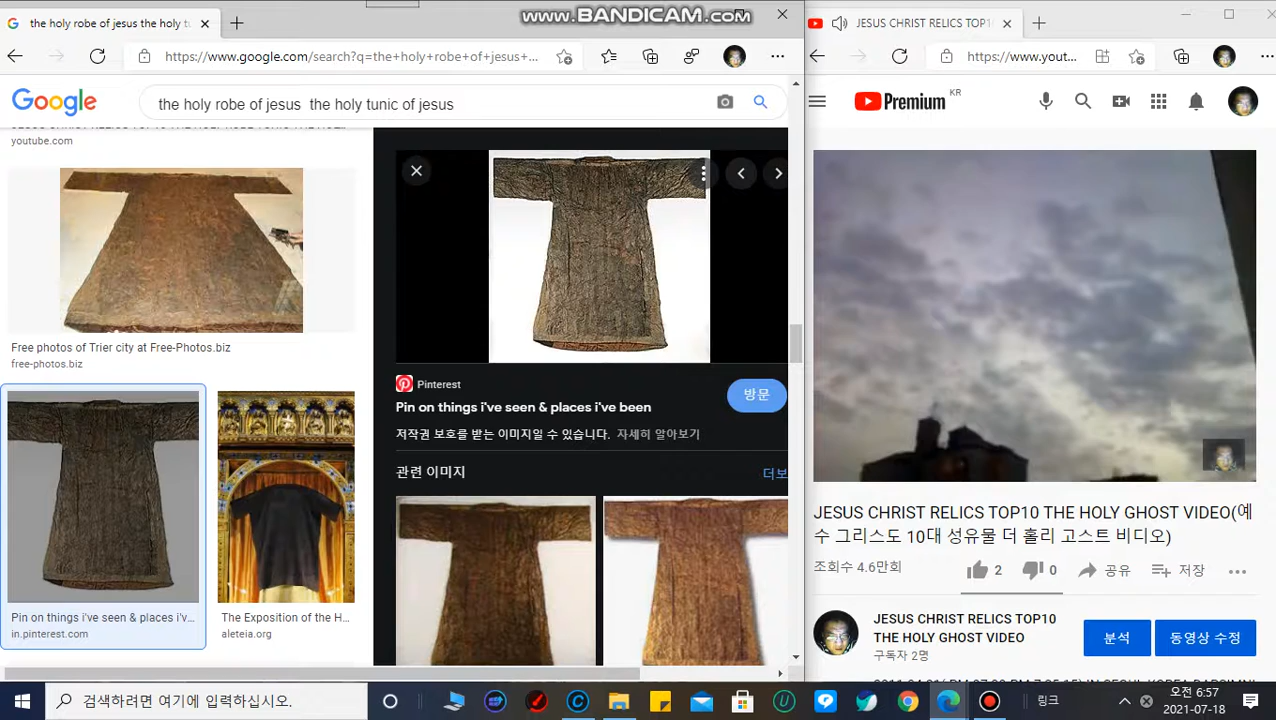 www.BANDICAM.com
the holy robe of jesus the holy t
https://www.google.com/search?q=the+holy+robe+of+jesus+...
Google
the holy robe of jesus  the holy tunic of jesus
youtube.com
Free photos of Trier city at Free-Photos.biz
free-photos.biz
Pin on things i've seen & places i'v...
in.pinterest.com
The Exposition of the H...
aleteia.org
Pinterest
Pin on things i've seen & places i've been
방문
저작권 보호를 받는 이미지일 수 있습니다. 자세히 알아보기
관련 이미지
더보
JESUS CHRIST RELICS TOP1
https://www.yout...
Premium KR
JESUS CHRIST RELICS TOP10 THE HOLY GHOST VIDEO(예
수 그리스도 10대 성유물 더 홀리 고스트 비디오)
조회수 4.6만회
2
0
공유
저장
JESUS CHRIST RELICS TOP10
THE HOLY GHOST VIDEO
구독자 2명
분석
동영상 수정
검색하려면 여기에 입력하십시오.
링크
오전 6:57
2021-07-18